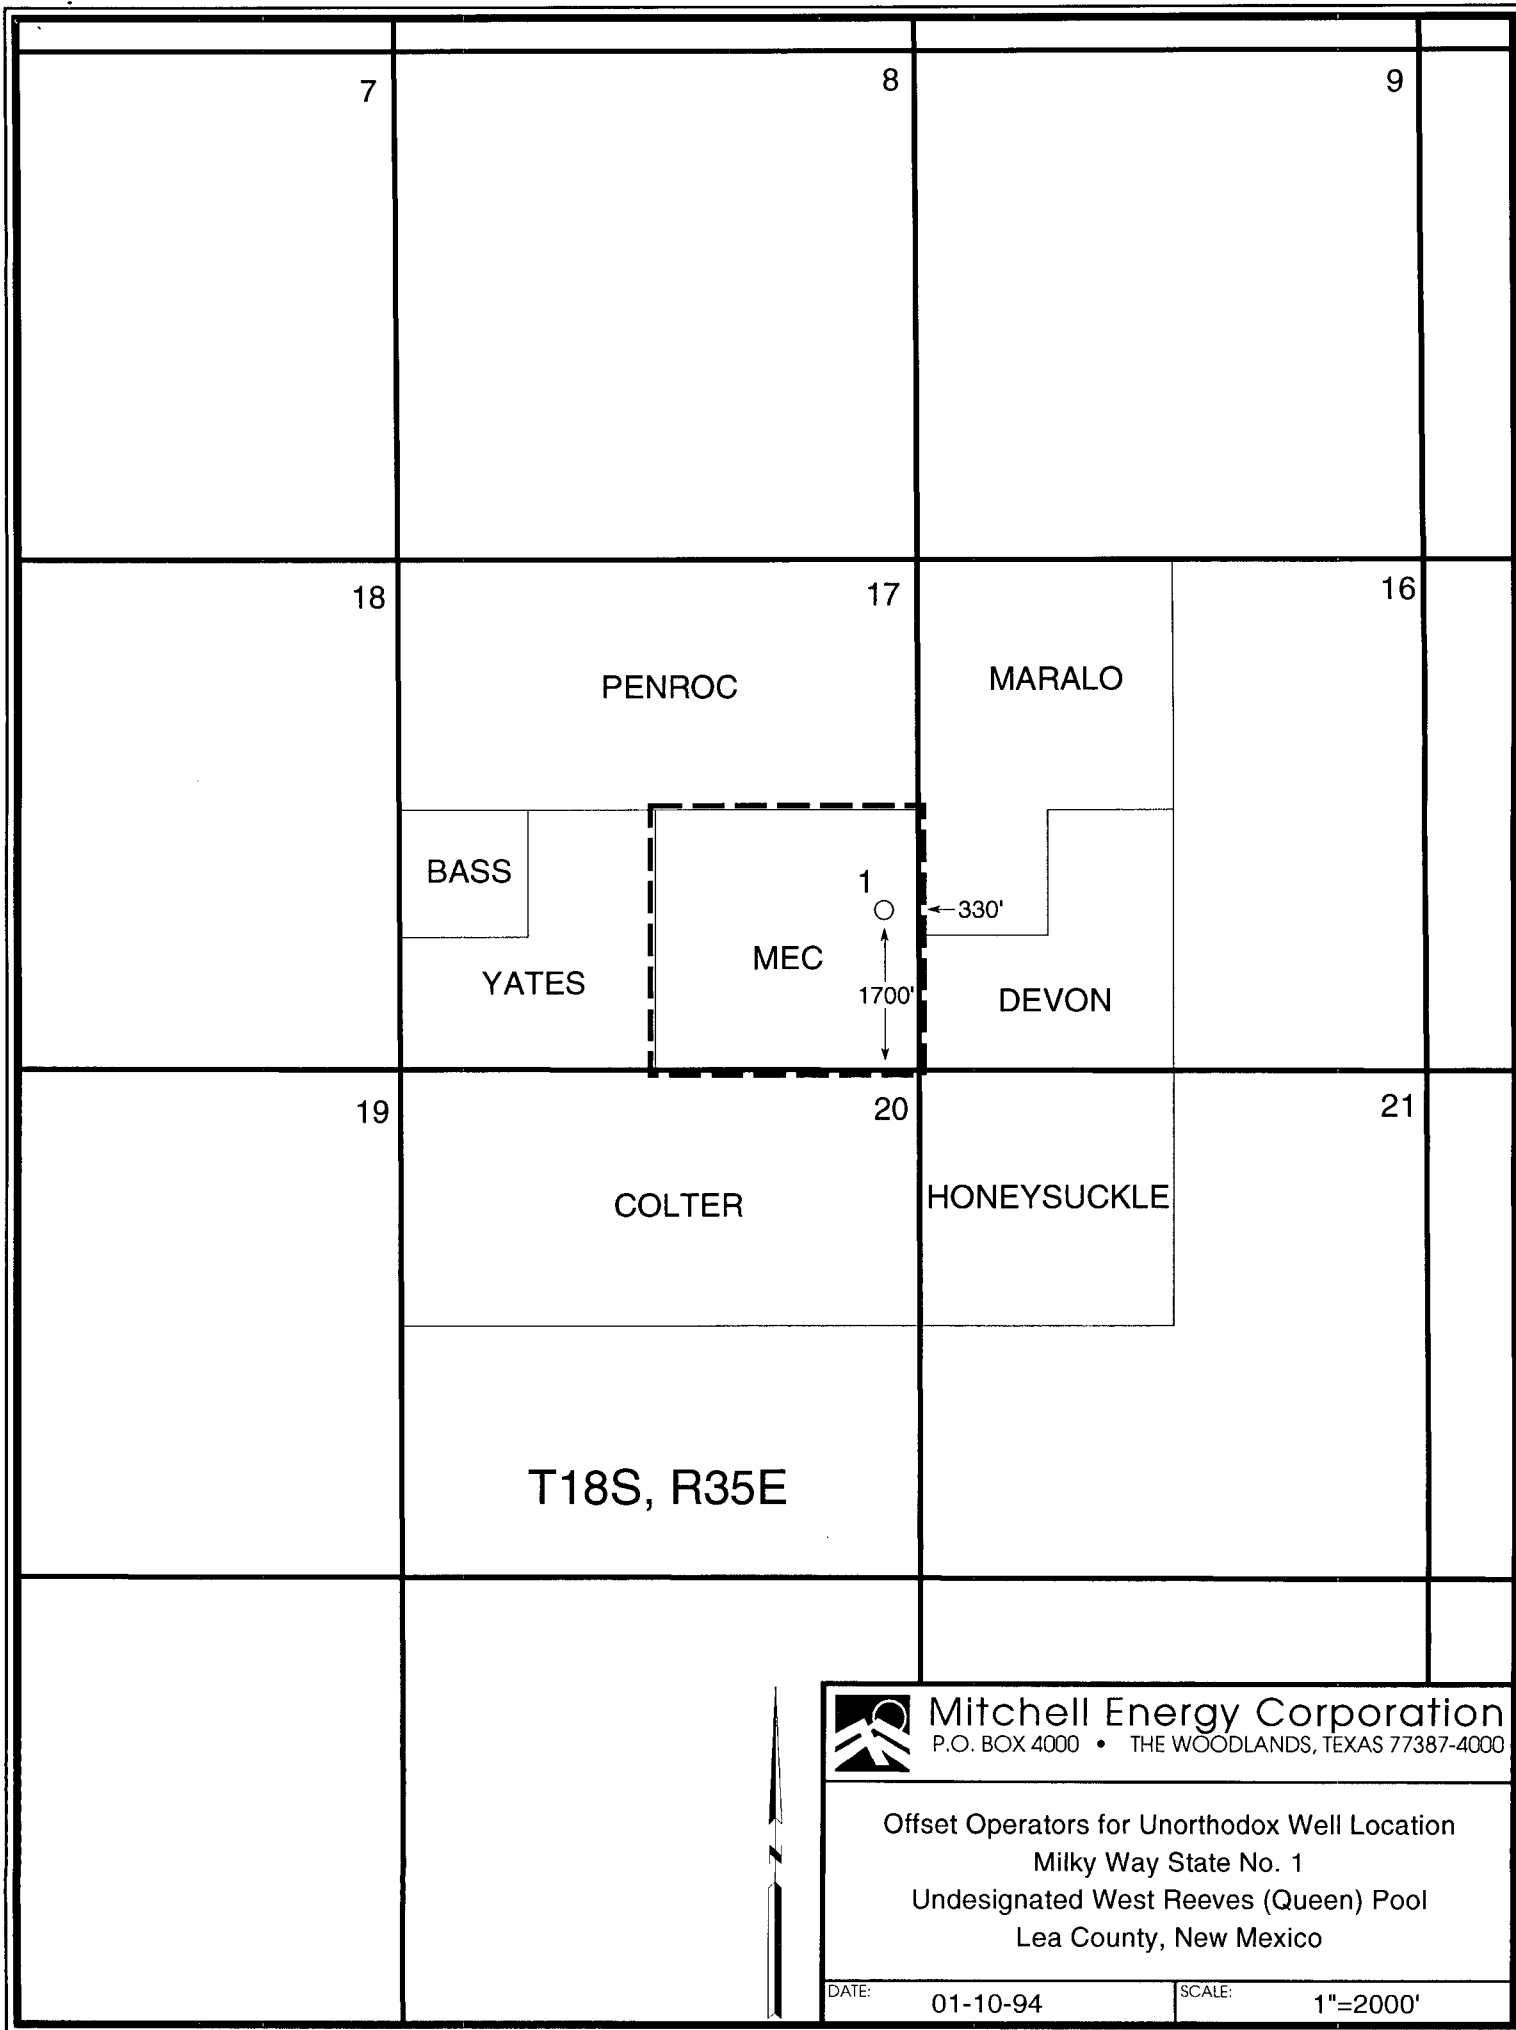 7
8
9
18
17
16
PENROC
MARALO
BASS
1
330'
MEC
YATES
1700'
DEVON
19
20
21
COLTER
HONEYSUCKLE
T18S, R35E
N
Mitchell Energy Corporation
P.O. BOX 4000 • THE WOODLANDS, TEXAS 77387-4000
Offset Operators for Unorthodox Well Location
Milky Way State No. 1
Undesignated West Reeves (Queen) Pool
Lea County, New Mexico
DATE: 01-10-94
SCALE: 1"=2000'